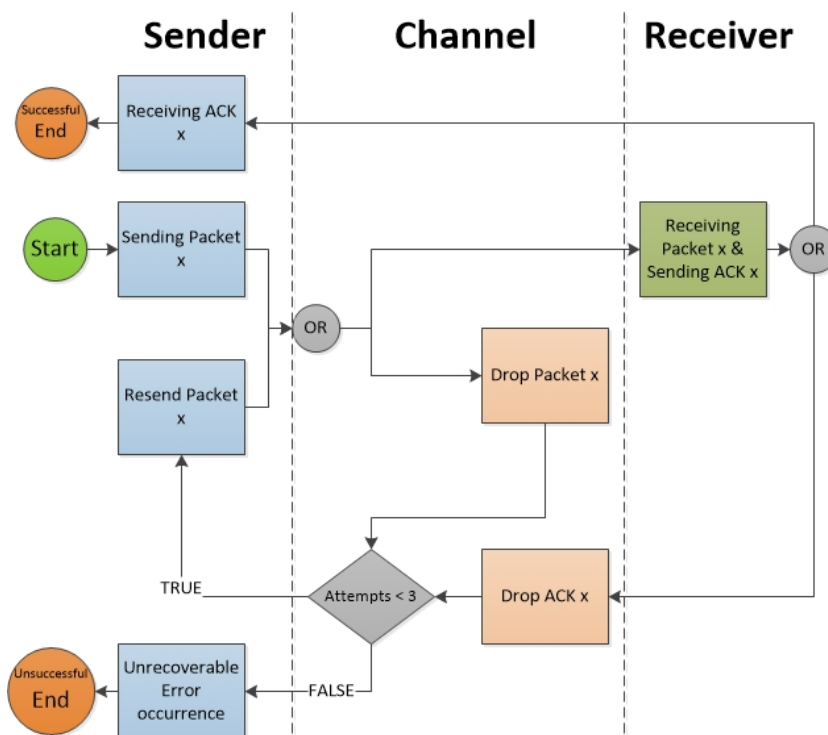 Sender
Channel
Receiver
Successful
End
Receiving ACK
x
Start
Sending Packet
x
Receiving
Packet x &
Sending ACK x
OR
OR
Resend Packet
x
Drop Packet x
TRUE
Attempts < 3
Drop ACK x
Unsuccessful
End
Unrecoverable
Error
occurrence
FALSE